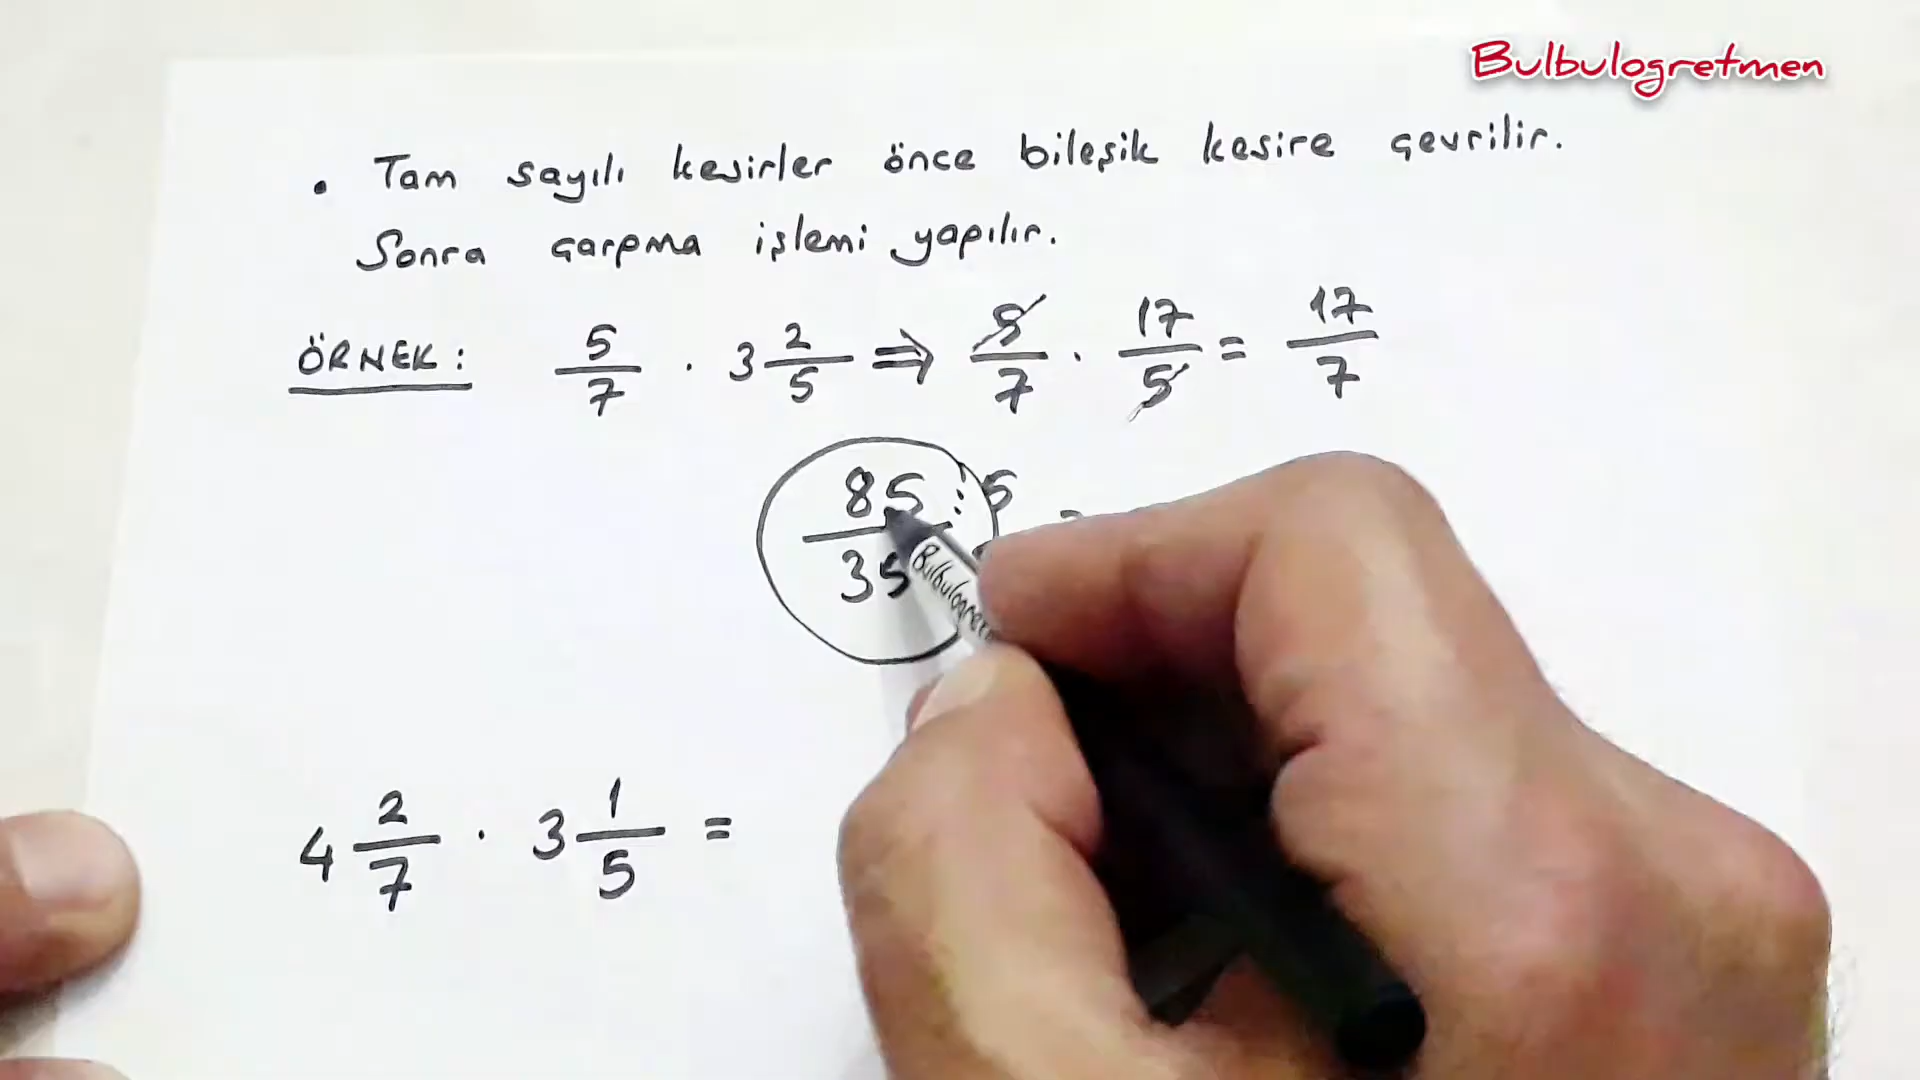 Bulbulogretmen
• Tam sayılı kesirler önce bileşik kesire çevrilir.
Sonra çarpma işlemi yapılır.
ÖRNEK: 5/7 · 3 2/5 ⇒ 5/7 · 17/5 = 17/7
85/35 : 5
4 2/7 · 3 1/5 =
Bulbulogretm